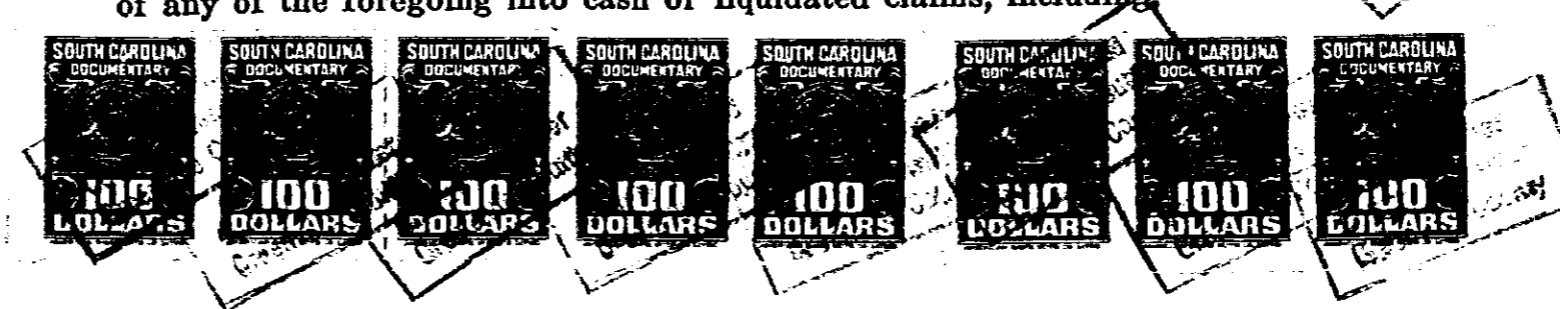 of any of the foregoing into cash or liquidated claims, including
SOUTH CAROLINA SOUTH CAROLINA SOUTH CAROLINA SOUTH CAROLINA SOUTH CAROLINA SOUTH CAROLINA SOUTH CAROLINA SOUTH CAROLINA
DOCUMENTARY DOCUMENTARY DOCUMENTARY DOCUMENTARY DOCUMENTARY DOCUMENTARY DOCUMENTARY DOCUMENTARY
100 100 100 100 100 100 100 100
DOLLARS DOLLARS DOLLARS DOLLARS DOLLARS DOLLARS DOLLARS DOLLARS